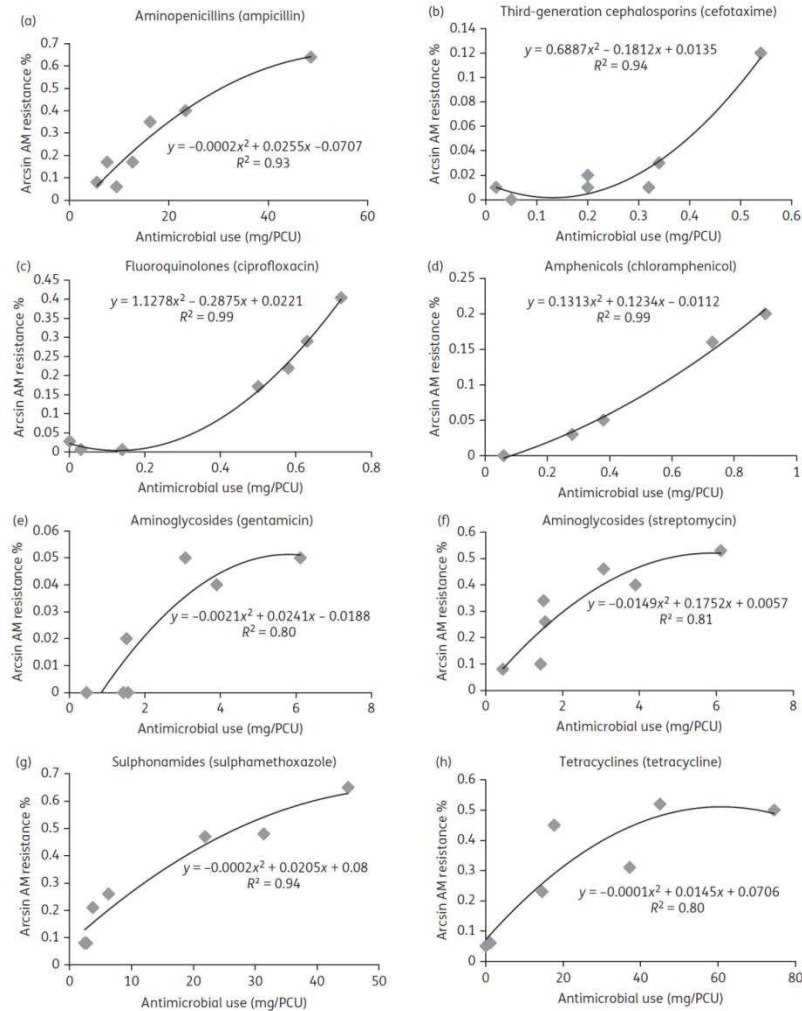 (a) Aminopenicillins (ampicillin)
Arcsin AM resistance %
0.7
0.6
0.5
0.4
0.3
0.2
0.1
0
y = –0.0002x² + 0.0255x –0.0707
R² = 0.93
0 20 40 60
Antimicrobial use (mg/PCU)
(b) Third-generation cephalosporins (cefotaxime)
Arcsin AM resistance %
0.14
0.12
0.10
0.08
0.06
0.04
0.02
0
y = 0.6887x² – 0.1812x + 0.0135
R² = 0.94
0 0.1 0.2 0.3 0.4 0.5 0.6
Antimicrobial use (mg/PCU)
(c) Fluoroquinolones (ciprofloxacin)
Arcsin AM resistance %
0.45
0.4
0.35
0.3
0.25
0.2
0.15
0.1
0.05
0
y = 1.1278x² – 0.2875x + 0.0221
R² = 0.99
0 0.2 0.4 0.6 0.8
Antimicrobial use (mg/PCU)
(d) Amphenicols (chloramphenicol)
Arcsin AM resistance %
0.25
0.2
0.15
0.1
0.05
0
y = 0.1313x² + 0.1234x – 0.0112
R² = 0.99
0 0.2 0.4 0.6 0.8 1
Antimicrobial use (mg/PCU)
(e) Aminoglycosides (gentamicin)
Arcsin AM resistance %
0.06
0.05
0.04
0.03
0.02
0.01
0
y = –0.0021x² + 0.0241x – 0.0188
R² = 0.80
0 2 4 6 8
Antimicrobial use (mg/PCU)
(f) Aminoglycosides (streptomycin)
Arcsin AM resistance %
0.6
0.5
0.4
0.3
0.2
0.1
0
y = –0.0149x² + 0.1752x + 0.0057
R² = 0.81
0 2 4 6 8
Antimicrobial use (mg/PCU)
(g) Sulphonamides (sulphamethoxazole)
Arcsin AM resistance %
0.7
0.6
0.5
0.4
0.3
0.2
0.1
0
y = –0.0002x² + 0.0205x + 0.08
R² = 0.94
0 10 20 30 40 50
Antimicrobial use (mg/PCU)
(h) Tetracyclines (tetracycline)
Arcsin AM resistance %
0.6
0.5
0.4
0.3
0.2
0.1
0
y = –0.0001x² + 0.0145x + 0.0706
R² = 0.80
0 20 40 60 80
Antimicrobial use (mg/PCU)